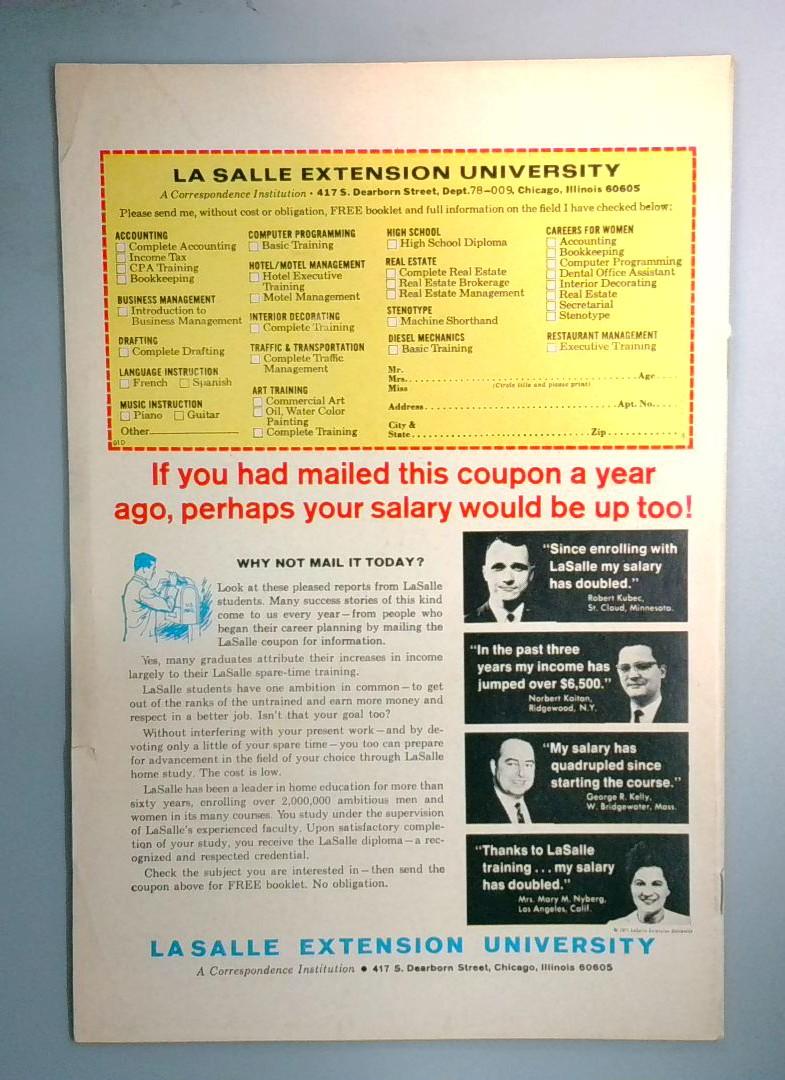 LA SALLE EXTENSION UNIVERSITY
A Correspondence Institution • 417 S. Dearborn Street, Dept. 78-009, Chicago, Illinois 60605
Please send me, without cost or obligation, FREE booklet and full information on the field I have checked below:
ACCOUNTING
Complete Accounting
Income Tax
CPA Training
Bookkeeping
BUSINESS MANAGEMENT
Introduction to
Business Management
DRAFTING
Complete Drafting
LANGUAGE INSTRUCTION
French Spanish
MUSIC INSTRUCTION
Piano Guitar
Other
COMPUTER PROGRAMMING
Basic Training
HOTEL/MOTEL MANAGEMENT
Hotel Executive
Training
Motel Management
INTERIOR DECORATING
Complete Training
TRAFFIC & TRANSPORTATION
Complete Traffic
Management
ART TRAINING
Commercial Art
Oil, Water Color
Painting
Complete Training
HIGH SCHOOL
High School Diploma
REAL ESTATE
Complete Real Estate
Real Estate Brokerage
Real Estate Management
STENOTYPE
Machine Shorthand
DIESEL MECHANICS
Basic Training
CAREERS FOR WOMEN
Accounting
Bookkeeping
Computer Programming
Dental Office Assistant
Interior Decorating
Real Estate
Secretarial
Stenotype
RESTAURANT MANAGEMENT
Executive Training
Mr.
Mrs. Age
Miss (Circle title and please print)
Address Apt. No.
City &
State Zip
If you had mailed this coupon a year
ago, perhaps your salary would be up too!
WHY NOT MAIL IT TODAY?
Look at these pleased reports from LaSalle
students. Many success stories of this kind
come to us every year—from people who
began their career planning by mailing the
LaSalle coupon for information.
Yes, many graduates attribute their increases in income
largely to their LaSalle spare-time training.
LaSalle students have one ambition in common—to get
out of the ranks of the untrained and earn more money and
respect in a better job. Isn't that your goal too?
Without interfering with your present work—and by de-
voting only a little of your spare time—you too can prepare
for advancement in the field of your choice through LaSalle
home study. The cost is low.
LaSalle has been a leader in home education for more than
sixty years, enrolling over 2,000,000 ambitious men and
women in its many courses. You study under the supervision
of LaSalle's experienced faculty. Upon satisfactory comple-
tion of your study, you receive the LaSalle diploma—a rec-
ognized and respected credential.
Check the subject you are interested in—then send the
coupon above for FREE booklet. No obligation.
"Since enrolling with
LaSalle my salary
has doubled."
Robert Kubec,
St. Cloud, Minnesota.
"In the past three
years my income has
jumped over $6,500."
Norbert Kaitan,
Ridgewood, N.Y.
"My salary has
quadrupled since
starting the course."
George R. Kelly,
W. Bridgewater, Mass.
"Thanks to LaSalle
training...my salary
has doubled."
Mrs. Mary M. Nyberg,
Los Angeles, Calif.
LA SALLE EXTENSION UNIVERSITY
A Correspondence Institution • 417 S. Dearborn Street, Chicago, Illinois 60605